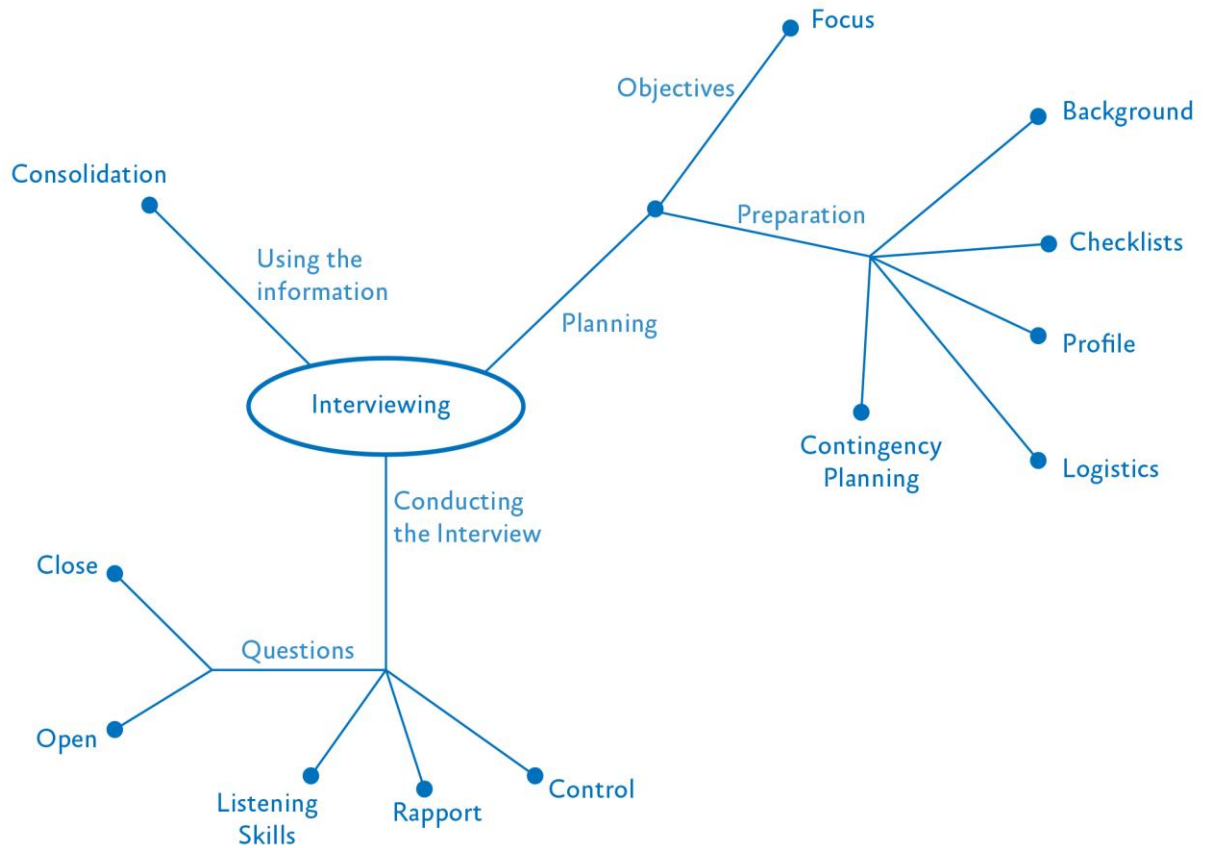 Focus
Objectives
Background
Consolidation
Preparation
Checklists
Using the
information
Planning
Profile
Interviewing
Contingency
Planning
Logistics
Conducting
the Interview
Close
Questions
Open
Listening
Skills
Rapport
Control